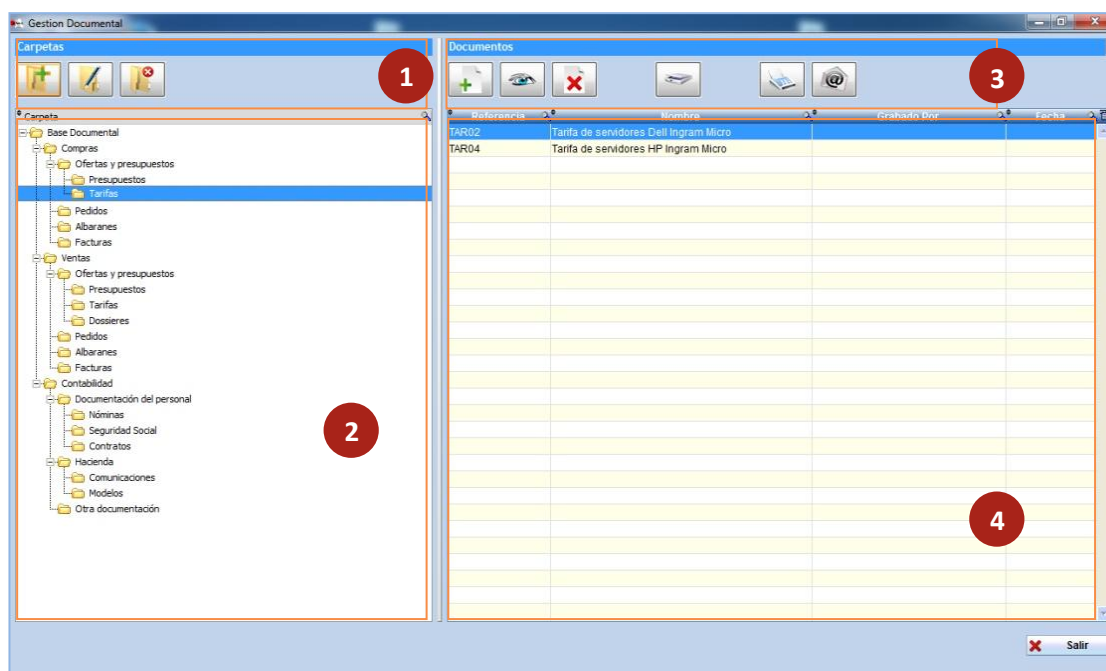 Gestion Documental
Carpetas
1
Documentos
3
Carpeta
Base Documental
Compras
Ofertas y presupuestos
Presupuestos
Tarifas
Pedidos
Albaranes
Facturas
Ventas
Ofertas y presupuestos
Presupuestos
Tarifas
Dossieres
Pedidos
Albaranes
Facturas
Contabilidad
Documentación del personal
Nóminas
Seguridad Social
Contratos
Hacienda
Comunicaciones
Modelos
Otra documentación
2
Referencia Nombre Grabado Por Fecha
TAR02 Tarifa de servidores Dell Ingram Micro
TAR04 Tarifa de servidores HP Ingram Micro
4
Salir